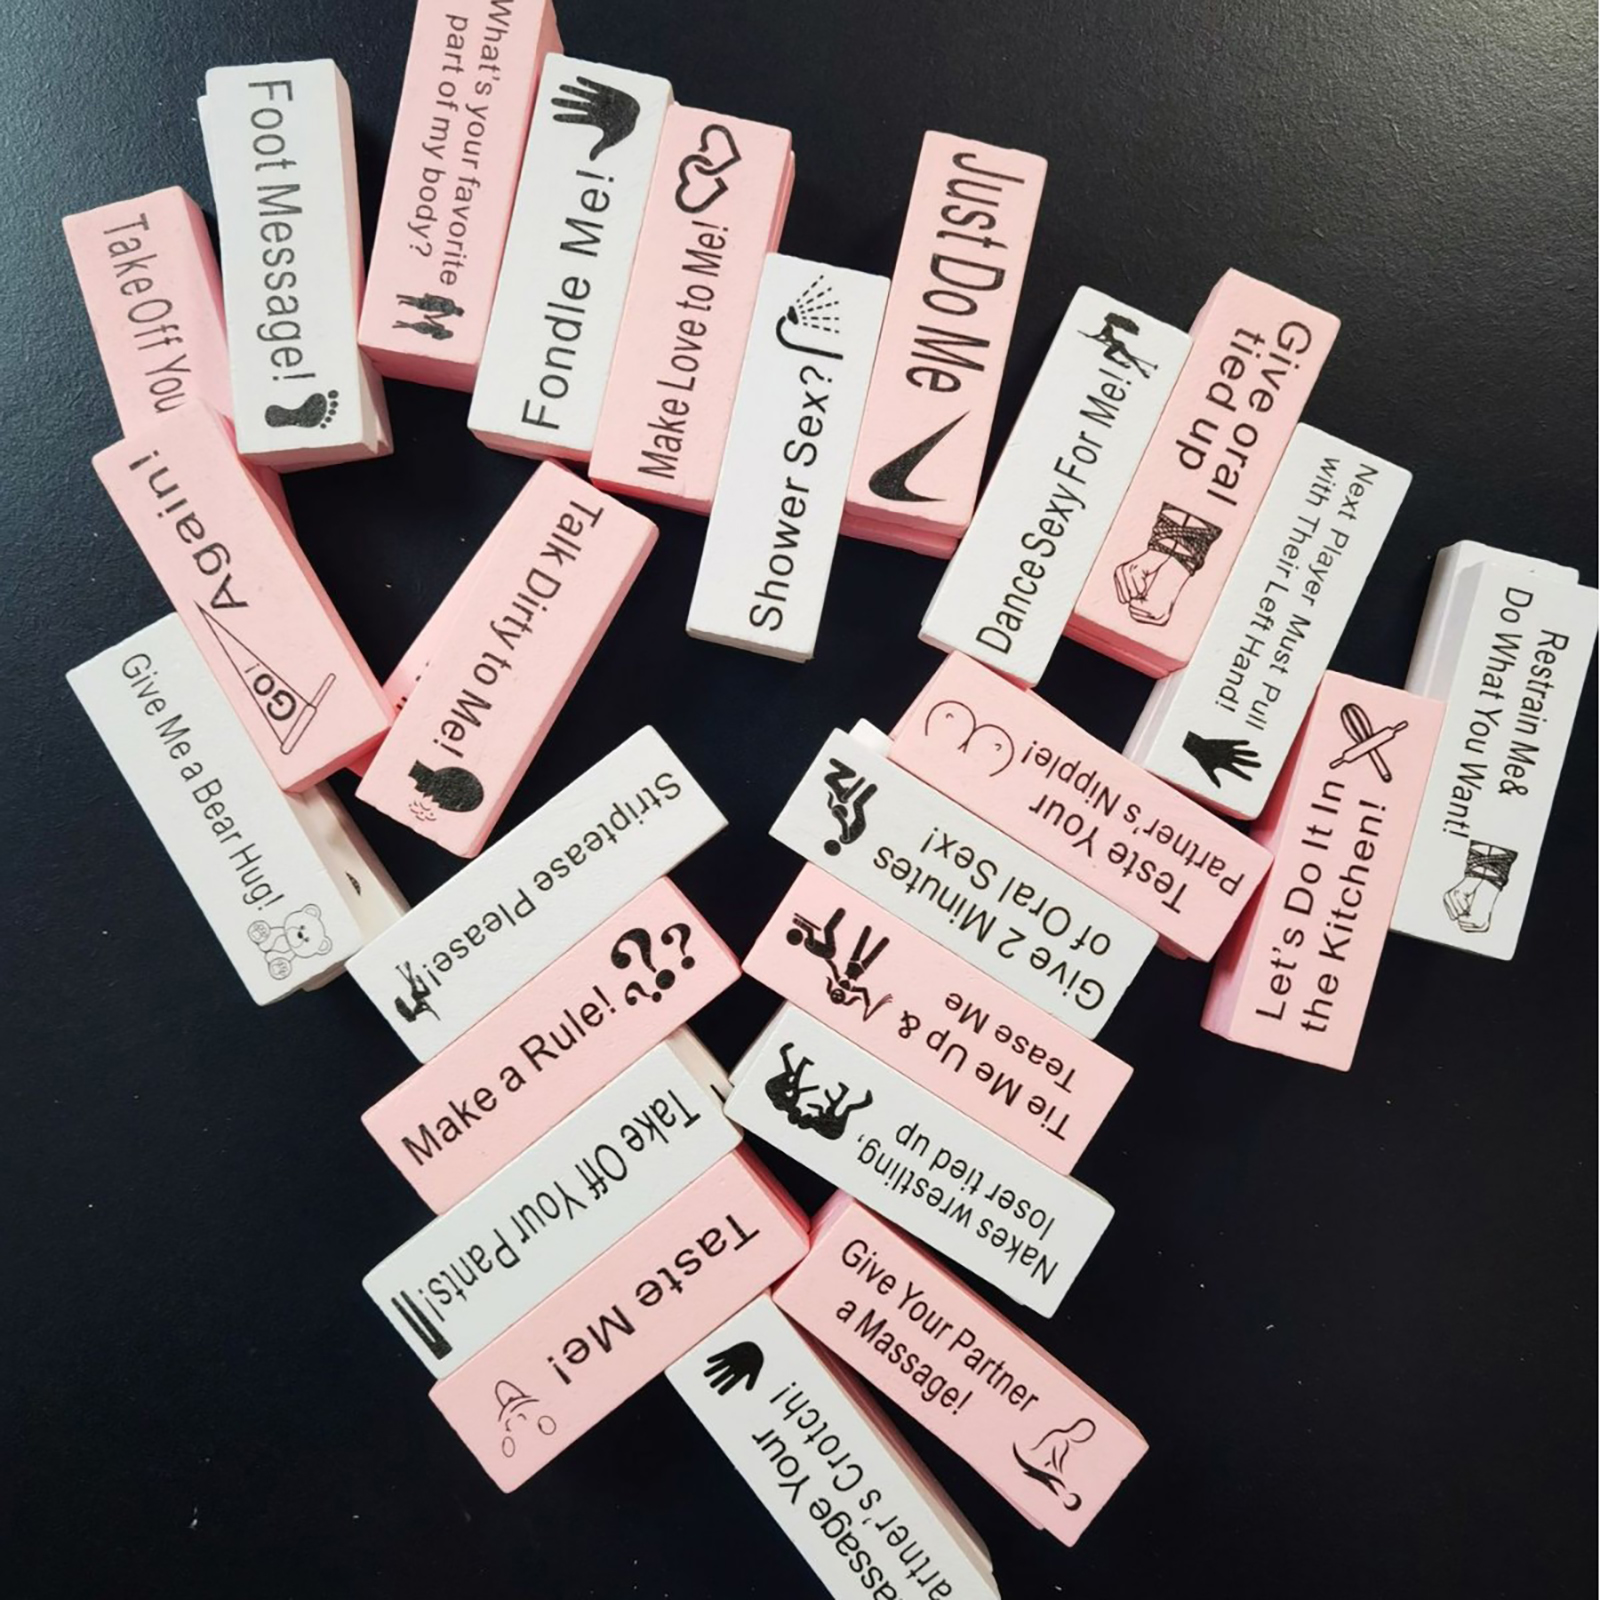 What's your favorite
part of my body?
Foot Message!
Fondle Me!
Make Love to Me!
Just Do Me
Take Off You
Shower Sex?
Dance Sexy For Me!
Give oral
tied up
Next Player Must Pull
with Their Left Hand!
Again!
GO!
Talk Dirty to Me!
Restrain Me&
Do What You Want!
Give Me a Bear Hug!
Teste Your
Partner's Nipple!
Let's Do It In
the Kitchen!
Striptease Please!
Give 2 Minutes
of Oral Sex!
Make a Rule!
Tie Me Up &
Tease Me
Take Off Your Pants!
Nakes wrestling,
loser tied up
Taste Me!
Give Your Partner
a Massage!
assage Your
artner's Crotch!